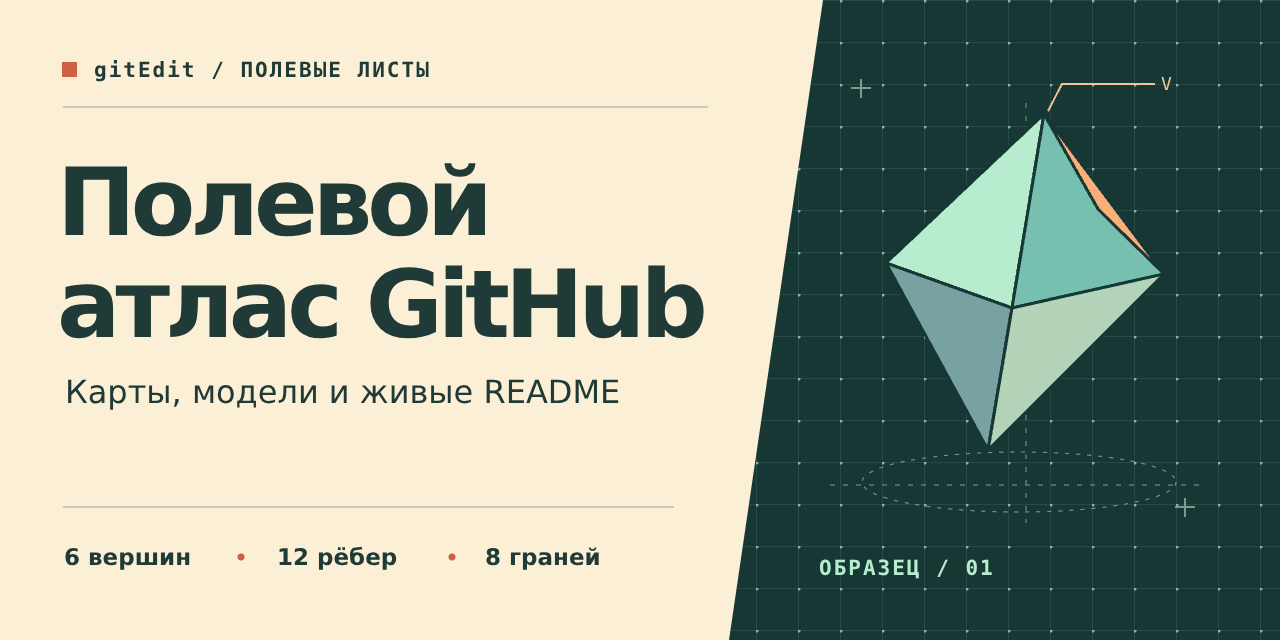 gitEdit / ПОЛЕВЫЕ ЛИСТЫ
Полевой
атлас GitHub
Карты, модели и живые README
6 вершин • 12 рёбер • 8 граней
V
ОБРАЗЕЦ / 01